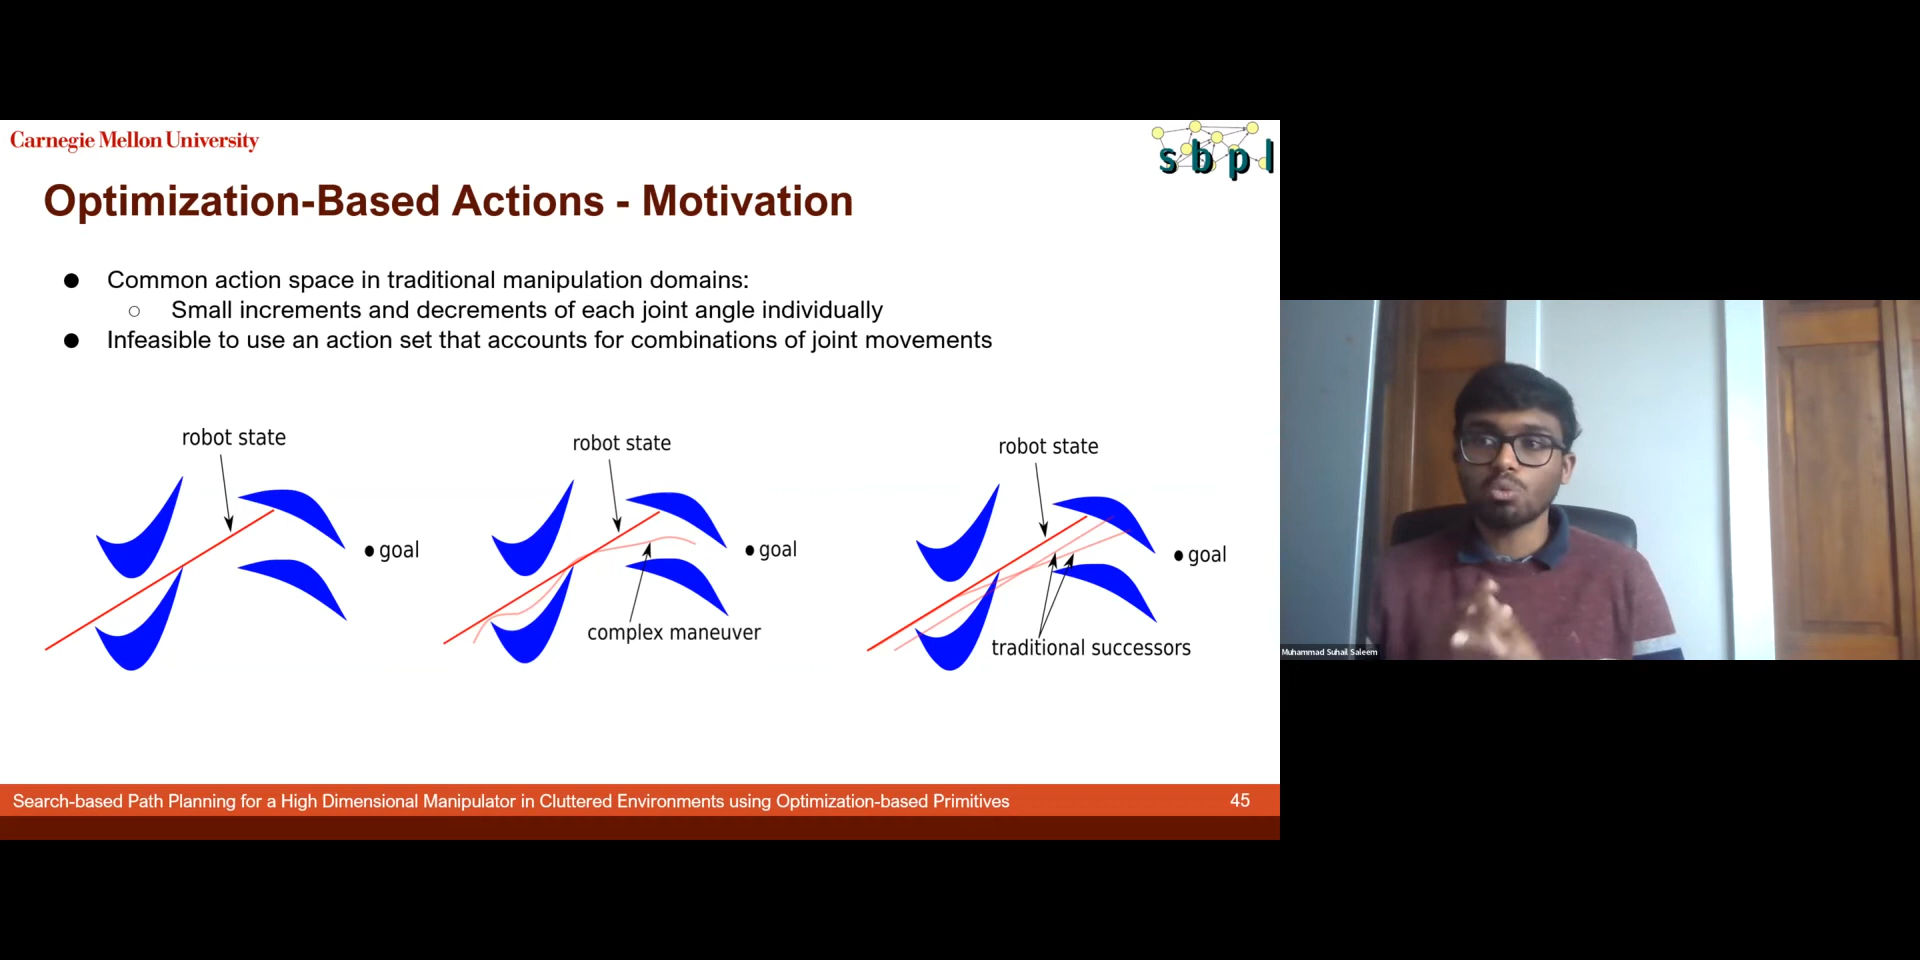 Carnegie Mellon University
sbpl
Optimization-Based Actions - Motivation
● Common action space in traditional manipulation domains:
○ Small increments and decrements of each joint angle individually
● Infeasible to use an action set that accounts for combinations of joint movements
robot state
goal
robot state
goal
complex maneuver
robot state
goal
traditional successors
Search-based Path Planning for a High Dimensional Manipulator in Cluttered Environments using Optimization-based Primitives
45
Muhammad Suhail Saleem